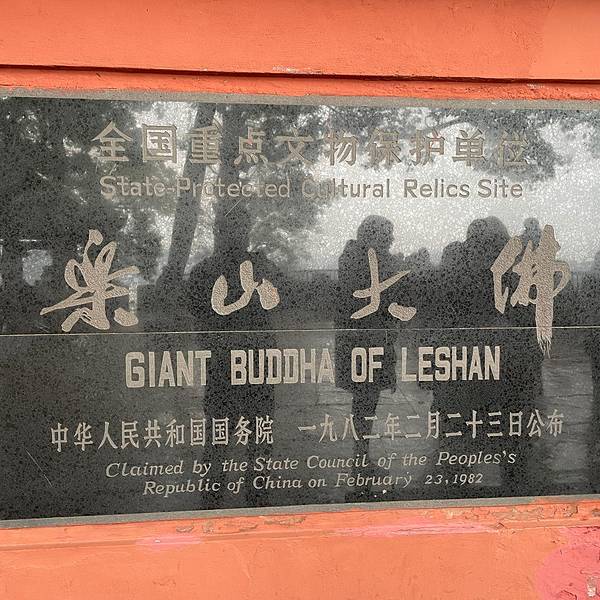 全国重点文物保护单位
State-Protected Cultural Relics Site
乐山大佛
GIANT BUDDHA OF LESHAN
中华人民共和国国务院 一九八二年二月二十三日公布
Claimed by the State Council of the Peoples's
Republic of China on February 23,1982